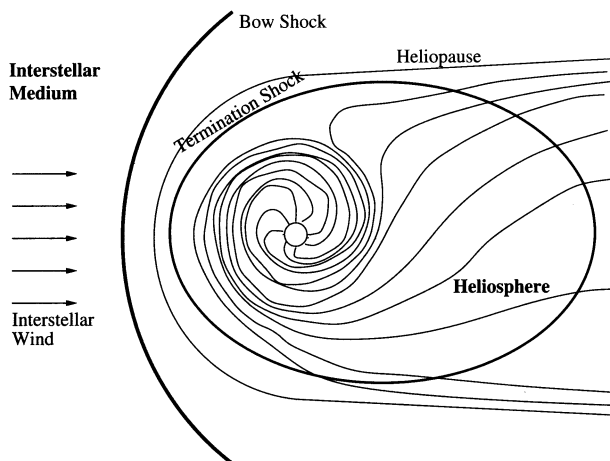 Bow Shock
Heliopause
Interstellar
Medium
Termination Shock
Heliosphere
Interstellar
Wind